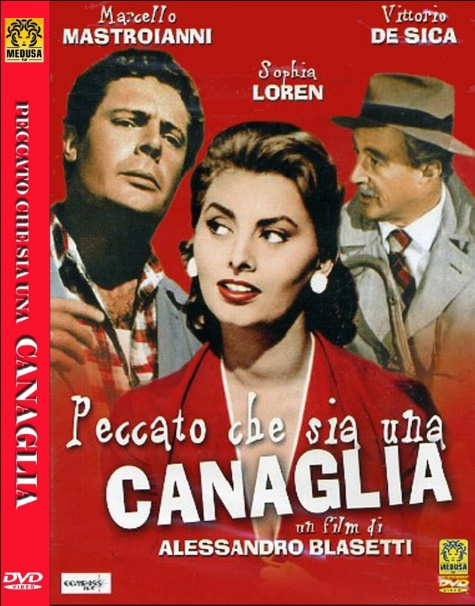 MEDUSA
PECCATO CHE SIA UNA CANAGLIA
DVD
VIDEO
Marcello
MASTROIANNI
Vittorio
DE SICA
Sophia
LOREN
Peccato che sia una
CANAGLIA
un film di
ALESSANDRO BLASETTI
MEDUSA
DVD